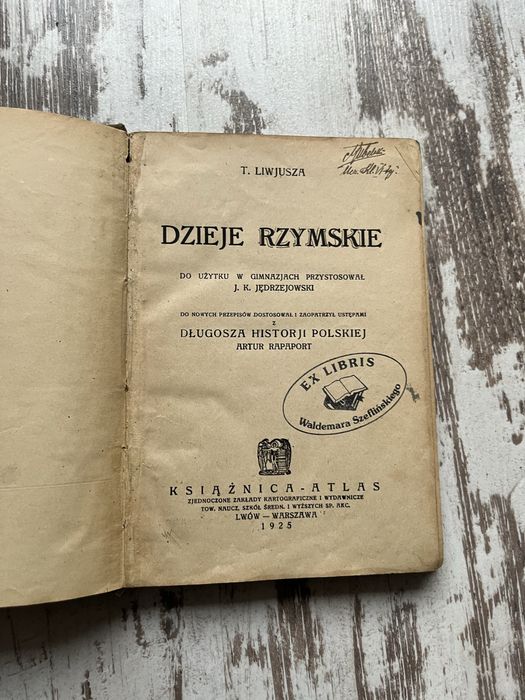 T. LIWJUSZA
DZIEJE RZYMSKIE
DO UŻYTKU W GIMNAZJACH PRZYSTOSOWAŁ
J. K. JĘDRZEJOWSKI
DO NOWYCH PRZEPISÓW DOSTOSOWAŁ I ZAOPATRZYŁ USTĘPAMI
Z
DŁUGOSZA HISTORJI POLSKIEJ
ARTUR RAPAPORT
EX LIBRIS
Waldemara Szeflińskiego
KSIĄŻNICA-ATLAS
ZJEDNOCZONE ZAKŁADY KARTOGRAFICZNE I WYDAWNICZE
TOW. NAUCZ. SZKÓŁ ŚREDN. I WYŻSZYCH SP. AKC.
LWÓW — WARSZAWA
1925